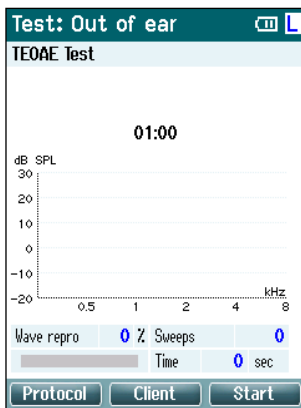 Test: Out of ear L
TEOAE Test
01:00
dB SPL
30
20
10
0
-10
-20
kHz
0.5 1 2 4 8
Wave repro 0 % Sweeps 0
Time 0 sec
Protocol Client Start